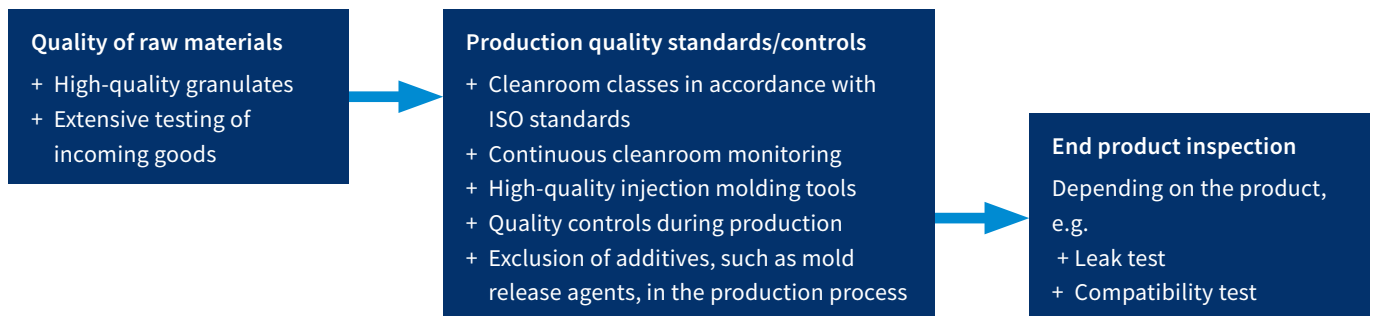 Quality of raw materials
+ High-quality granulates
+ Extensive testing of
incoming goods
Production quality standards/controls
+ Cleanroom classes in accordance with
ISO standards
+ Continuous cleanroom monitoring
+ High-quality injection molding tools
+ Quality controls during production
+ Exclusion of additives, such as mold
release agents, in the production process
End product inspection
Depending on the product,
e.g.
+ Leak test
+ Compatibility test